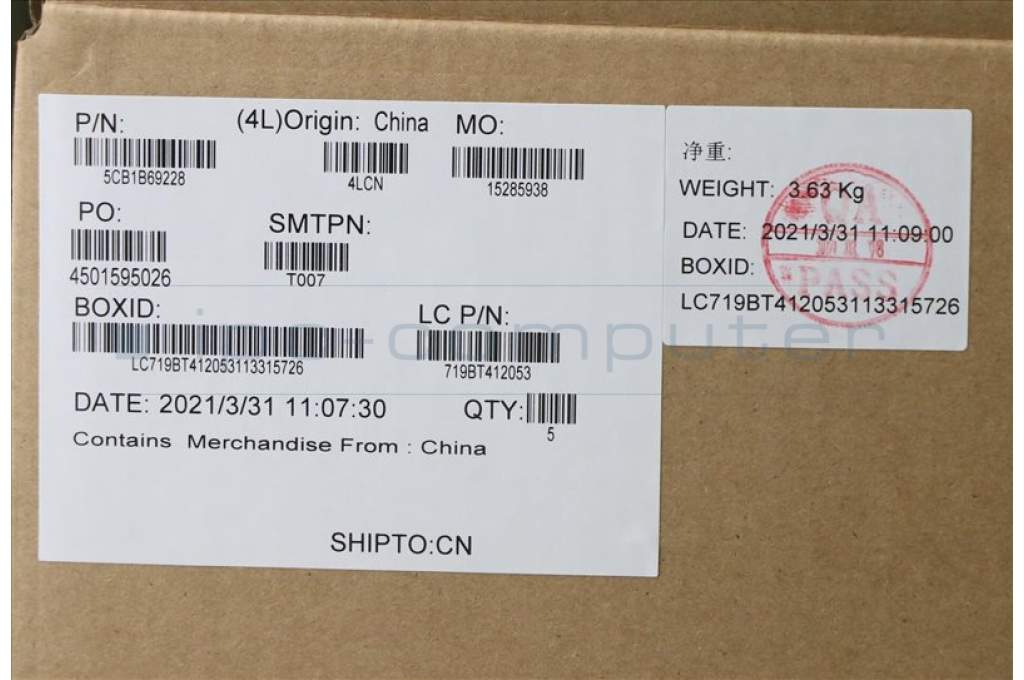 P/N:
(4L)Origin: China
MO:
5CB1B69228
4LCN
15285938
PO:
SMTPN:
4501595026
T007
BOXID:
LC P/N:
LC719BT412053113315726
719BT412053
DATE: 2021/3/31 11:07:30
QTY:
5
Contains Merchandise From : China
SHIPTO:CN
净重:
WEIGHT: 3.63 Kg
DATE: 2021/3/31 11:09:00
BOXID:
LC719BT412053113315726
QA
PASS
computer